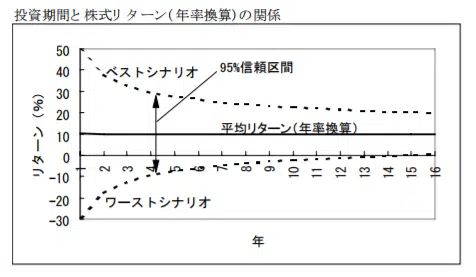 投資期間と株式リターン(年率換算)の関係
50
40
30
20
10
0
-10
-20
-30
リターン(%)
ベストシナリオ
95%信頼区間
平均リターン(年率換算)
ワーストシナリオ
1 2 3 4 5 6 7 8 9 10 11 12 13 14 15 16
年